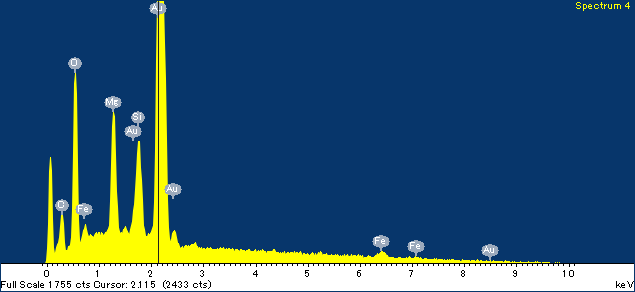 Spectrum 4
Au
O
Mg
Si
Au
Au
O
Fe
Fe
Fe
Au
0 1 2 3 4 5 6 7 8 9 10
Full Scale 1755 cts Cursor: 2.115 (2433 cts) keV